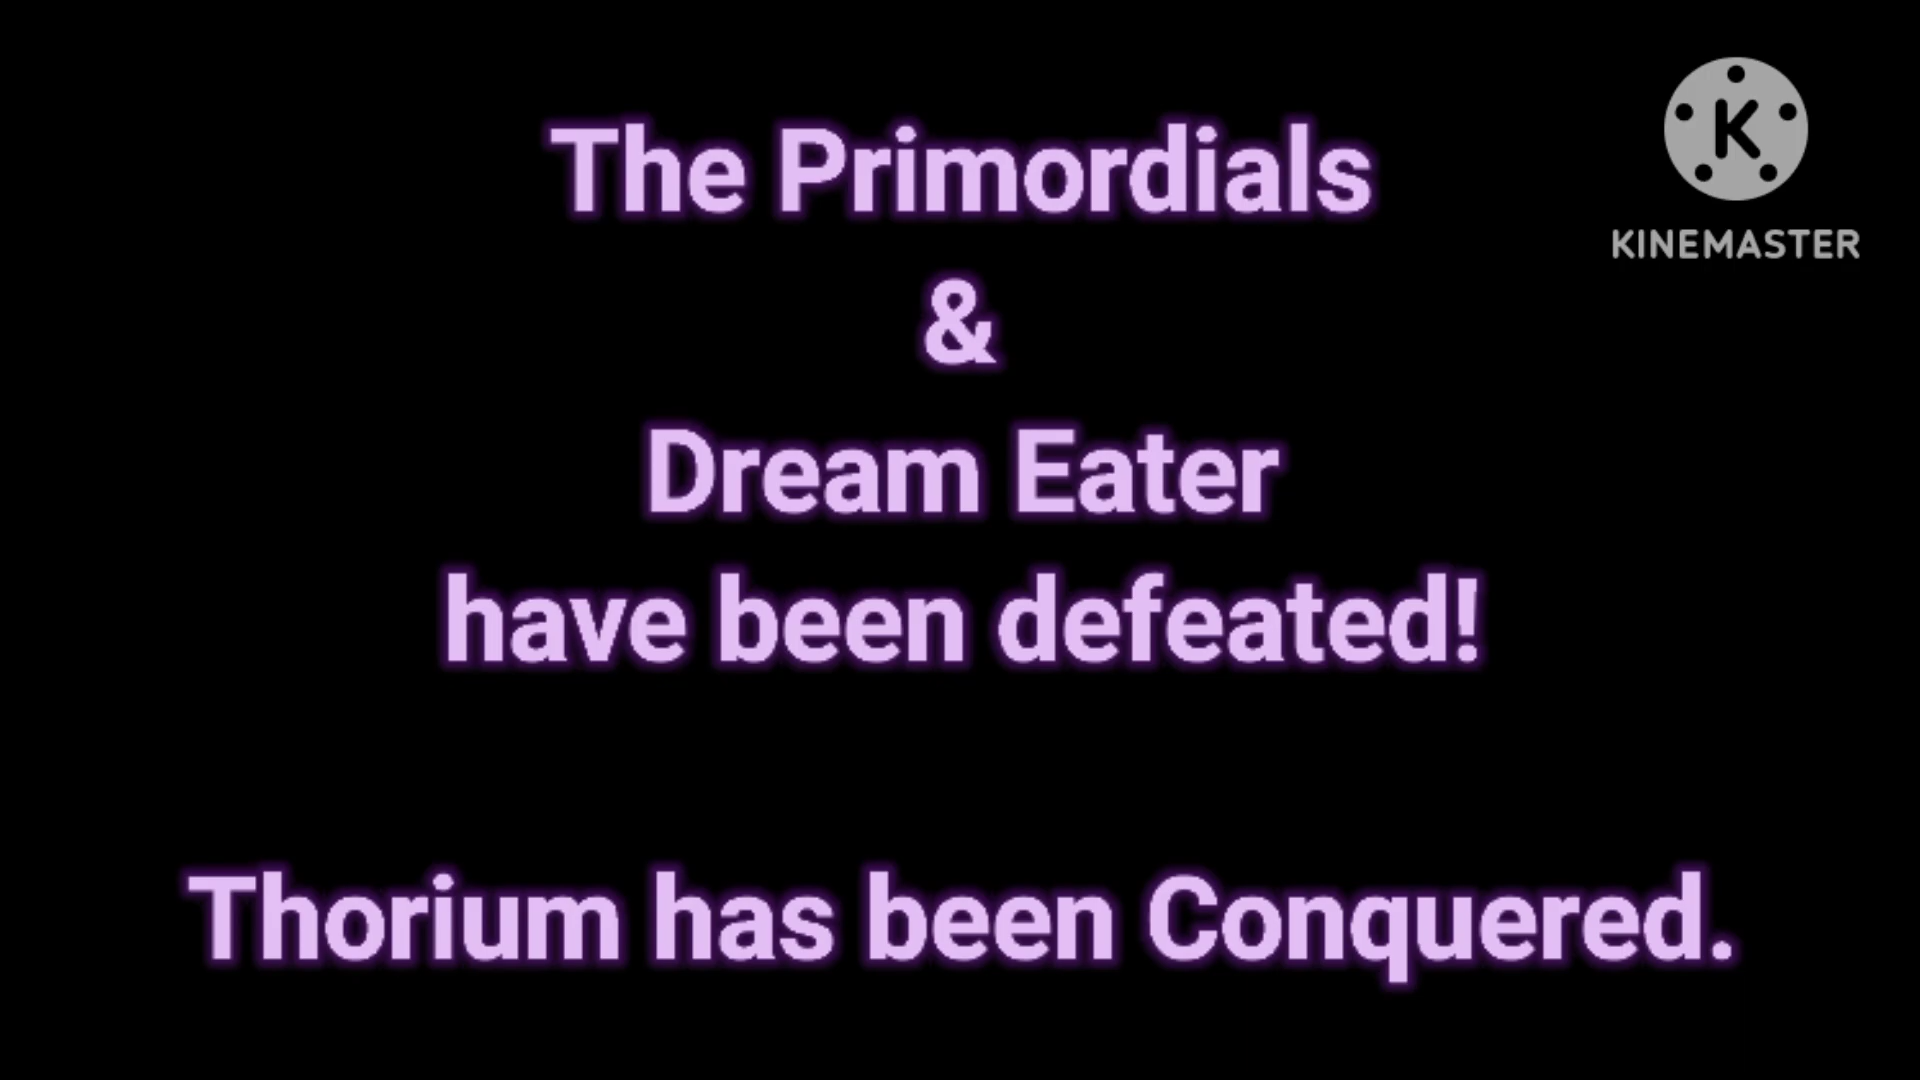 The Primordials
K
KINEMASTER
&
Dream Eater
have been defeated!
Thorium has been Conquered.